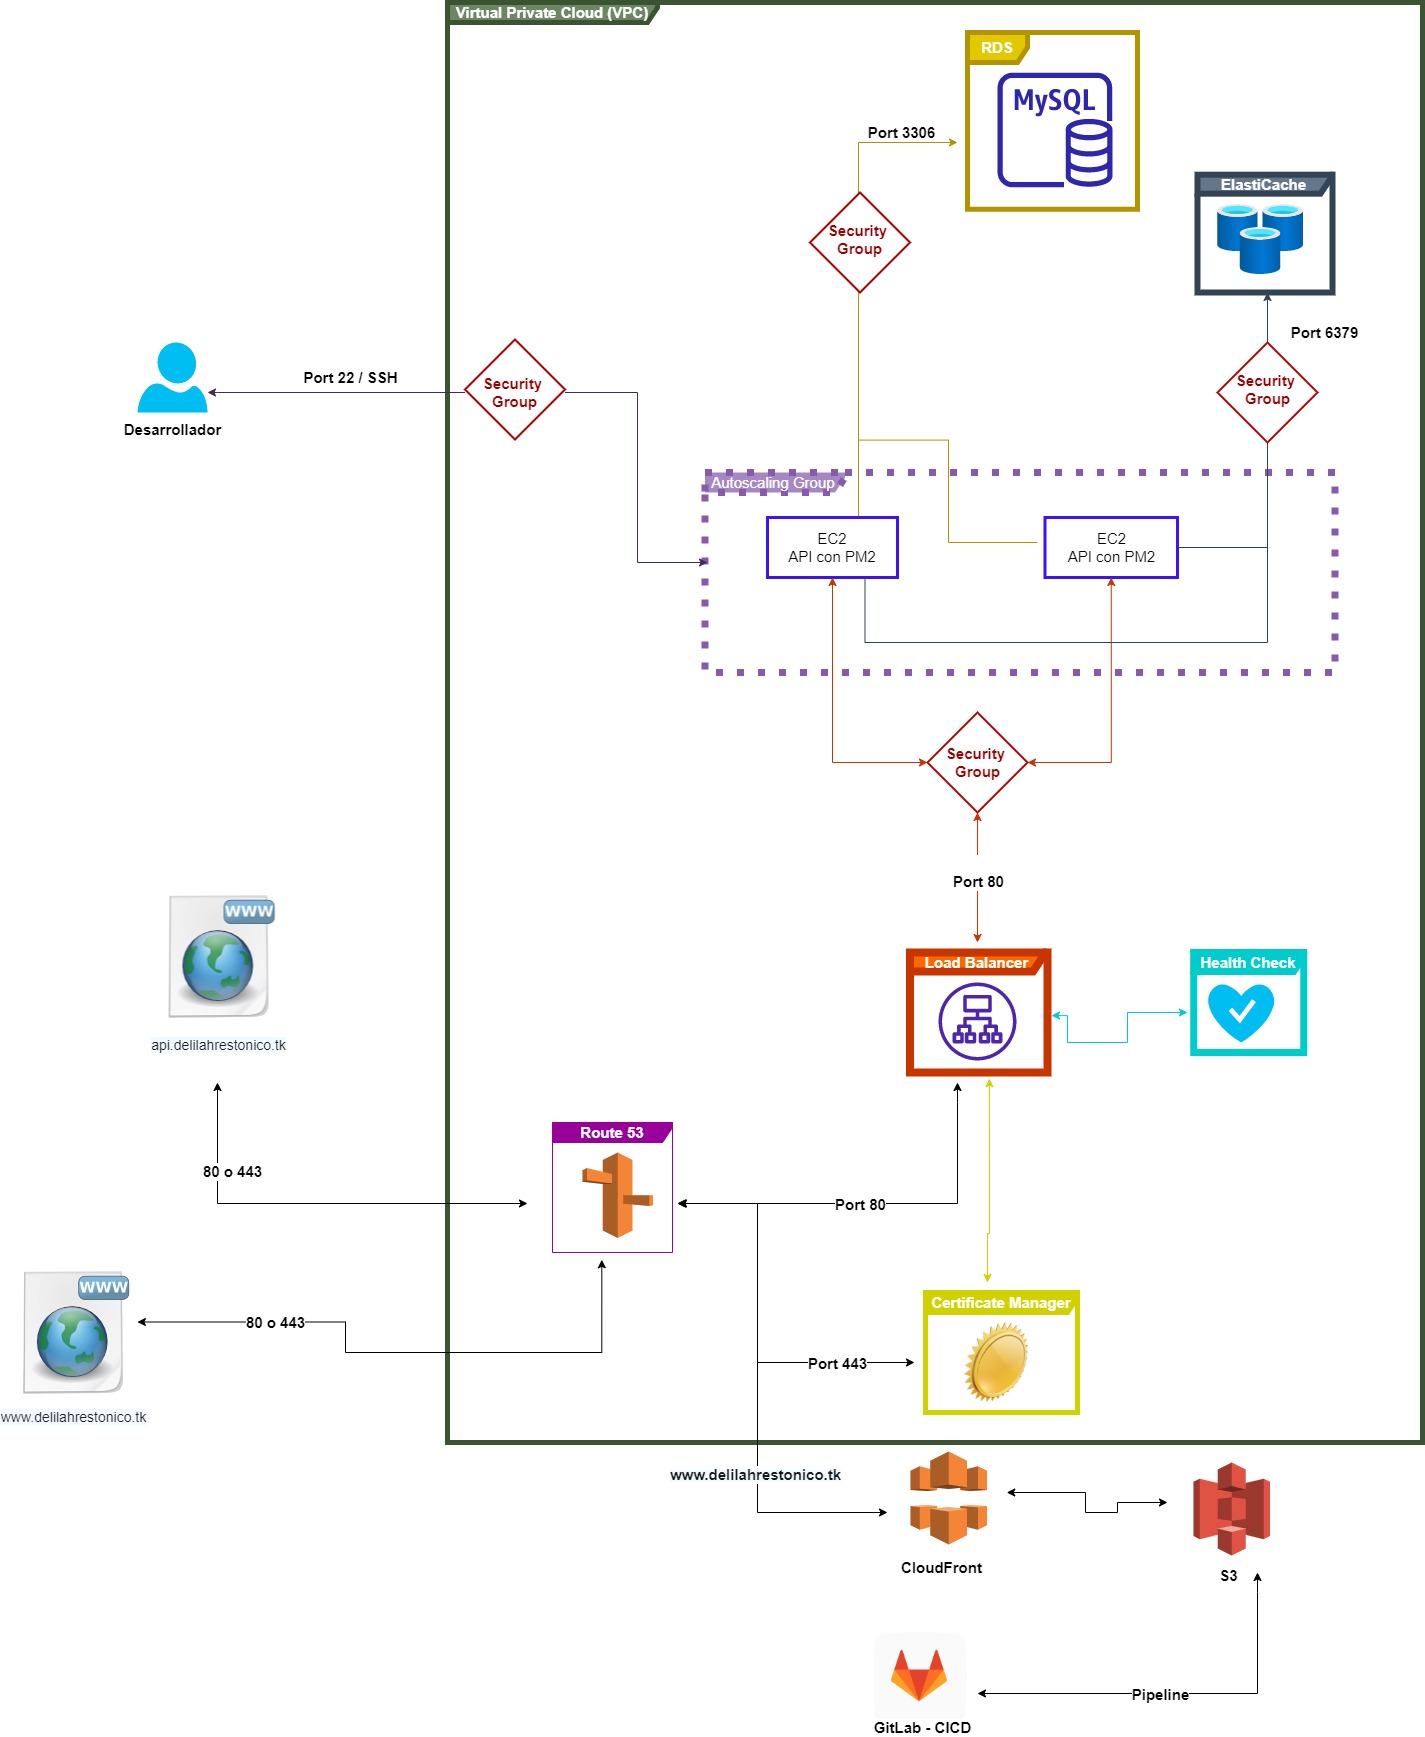 Virtual Private Cloud (VPC)
RDS
MySQL
Port 3306
ElastiCache
Security
Group
Port 6379
Port 22 / SSH
Security
Group
Security
Group
Desarrollador
Autoscaling Group
EC2
API con PM2
EC2
API con PM2
Security
Group
Port 80
WWW
Load Balancer
Health Check
api.delilahrestonico.tk
Route 53
80 o 443
Port 80
WWW
Certificate Manager
80 o 443
Port 443
www.delilahrestonico.tk
www.delilahrestonico.tk
CloudFront
S3
Pipeline
GitLab - CICD